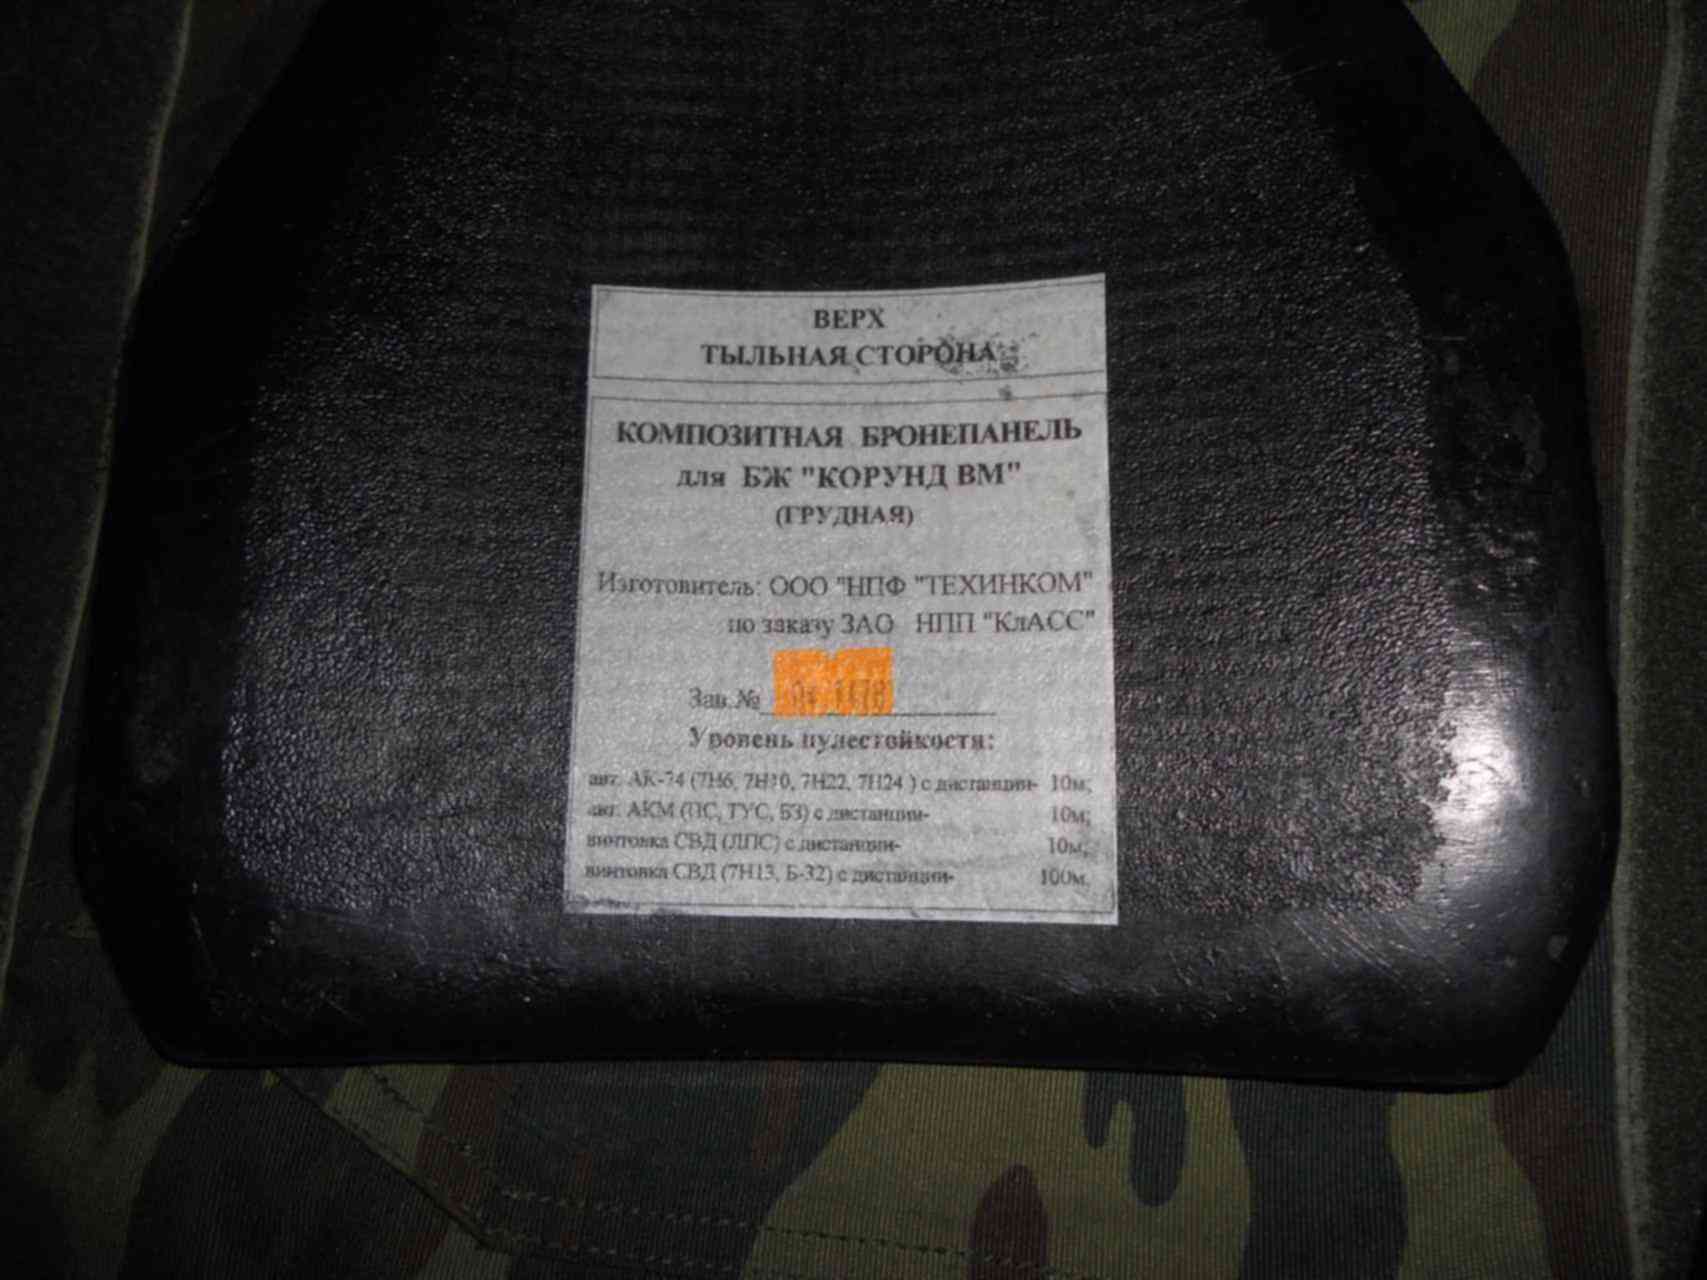 ВЕРХ
ТЫЛЬНАЯ СТОРОНА
КОМПОЗИТНАЯ БРОНЕПАНЕЛЬ
для БЖ "КОРУНД ВМ"
(ГРУДНАЯ)
Изготовитель: ООО "НПФ "ТЕХИНКОМ"
по заказу ЗАО НПП "КлАСС"
Зав.№
Уровень пулестойкости:
авт. АК-74 (7Н6, 7Н10, 7Н22, 7Н24 ) с дистанции- 10м;
авт. АКМ (ПС, ТУС, БЗ) с дистанции- 10м;
винтовка СВД (ЛПС) с дистанции- 10м;
винтовка СВД (7Н13, Б-32) с дистанции- 100м.